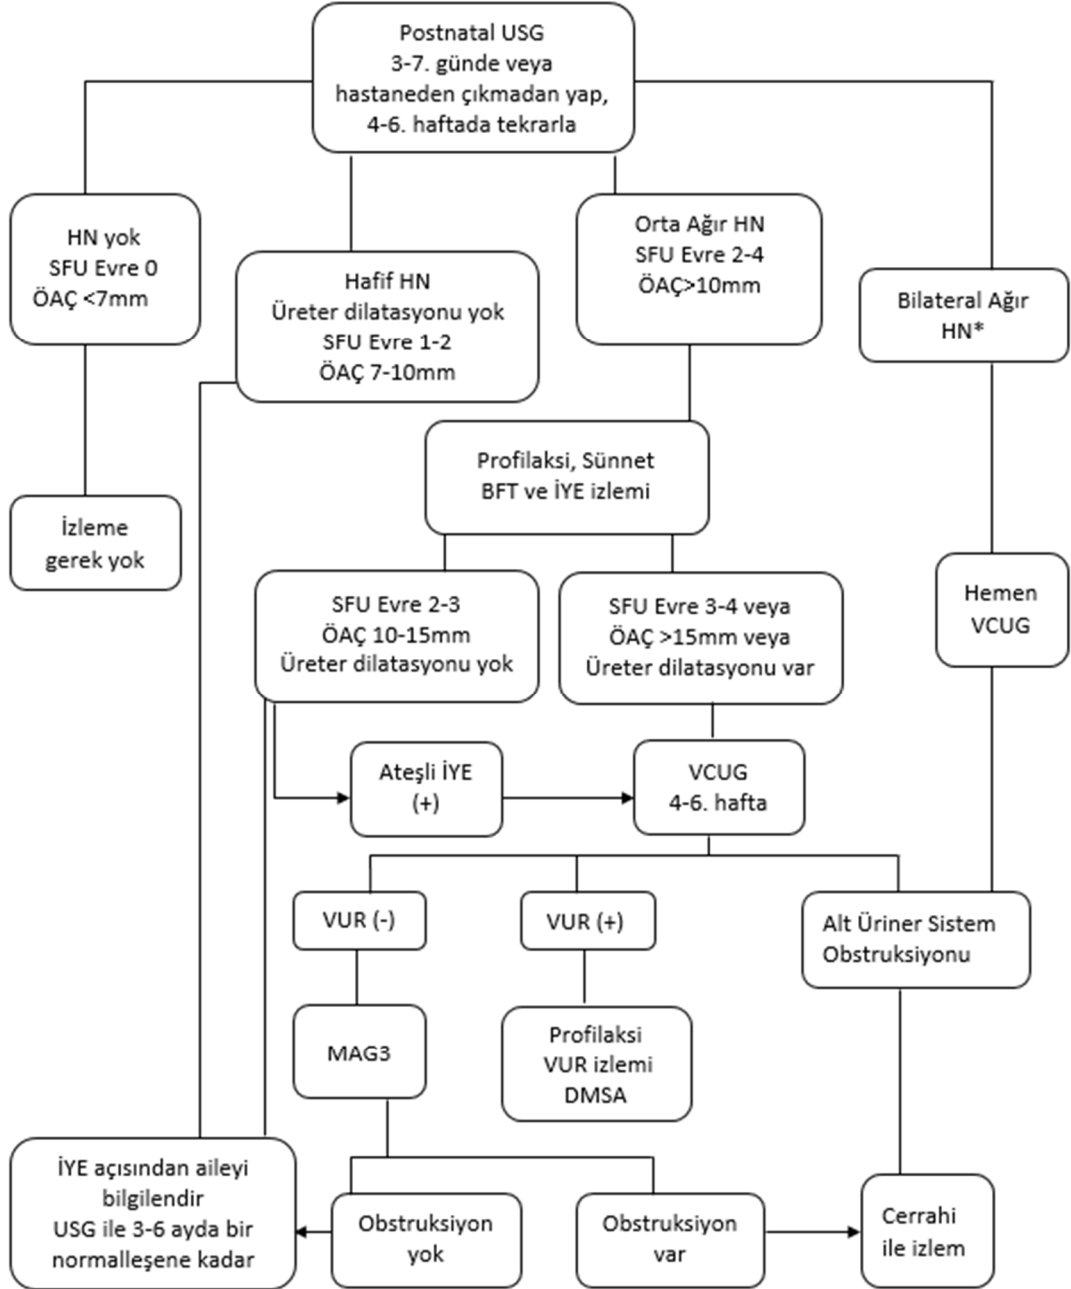 Postnatal USG
3-7. günde veya
hastaneden çıkmadan yap,
4-6. haftada tekrarla
HN yok
SFU Evre 0
ÖAÇ <7mm
Hafif HN
Üreter dilatasyonu yok
SFU Evre 1-2
ÖAÇ 7-10mm
Orta Ağır HN
SFU Evre 2-4
ÖAÇ>10mm
Bilateral Ağır
HN*
Profilaksi, Sünnet
BFT ve İYE izlemi
İzleme
gerek yok
Hemen
VCUG
SFU Evre 2-3
ÖAÇ 10-15mm
Üreter dilatasyonu yok
SFU Evre 3-4 veya
ÖAÇ >15mm veya
Üreter dilatasyonu var
Ateşli İYE
(+)
VCUG
4-6. hafta
VUR (-)
VUR (+)
Alt Üriner Sistem
Obstruksiyonu
MAG3
Profilaksi
VUR izlemi
DMSA
İYE açısından aileyi
bilgilendir
USG ile 3-6 ayda bir
normalleşene kadar
Obstruksiyon
yok
Obstruksiyon
var
Cerrahi
ile izlem